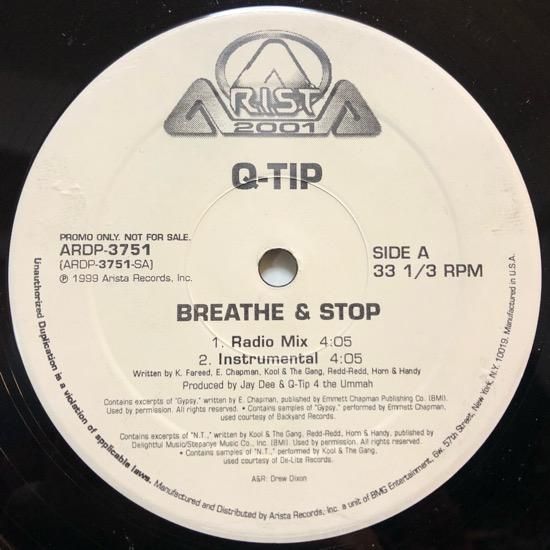 ARISTA
2001
Q-TIP
PROMO ONLY. NOT FOR SALE.
ARDP-3751
(ARDP-3751-SA)
℗ 1999 Arista Records, Inc.
SIDE A
33 1/3 RPM
BREATHE & STOP
1. Radio Mix 4:05
2. Instrumental 4:05
Written by K. Fareed, E. Chapman, Kool & The Gang, Redd-Redd, Horn & Handy
Produced by Jay Dee & Q-Tip 4 the Ummah
Contains excerpts of "Gypsy," written by E. Chapman, published by Emmett Chapman Publishing Co. (BMI).
Used by permission. All rights reserved. • Contains samples of "Gypsy," performed by Emmett Chapman,
used courtesy of Backyard Records.
Contains excerpts of "N.T.," written by Kool & The Gang, Redd-Redd, Horn & Handy, published by
Delightful Music/Stepanye Music Co., Inc. (BMI). Used by permission. All rights reserved.
• Contains samples of "N.T.," performed by Kool & The Gang,
used courtesy of De-Lite Records.
A&R: Drew Dixon
Unauthorized Duplication is a violation of applicable laws. Manufactured and Distributed by Arista Records, Inc. a unit of BMG Entertainment, 6w. 57th Street, New York, N.Y. 10019. Manufactured in U.S.A.